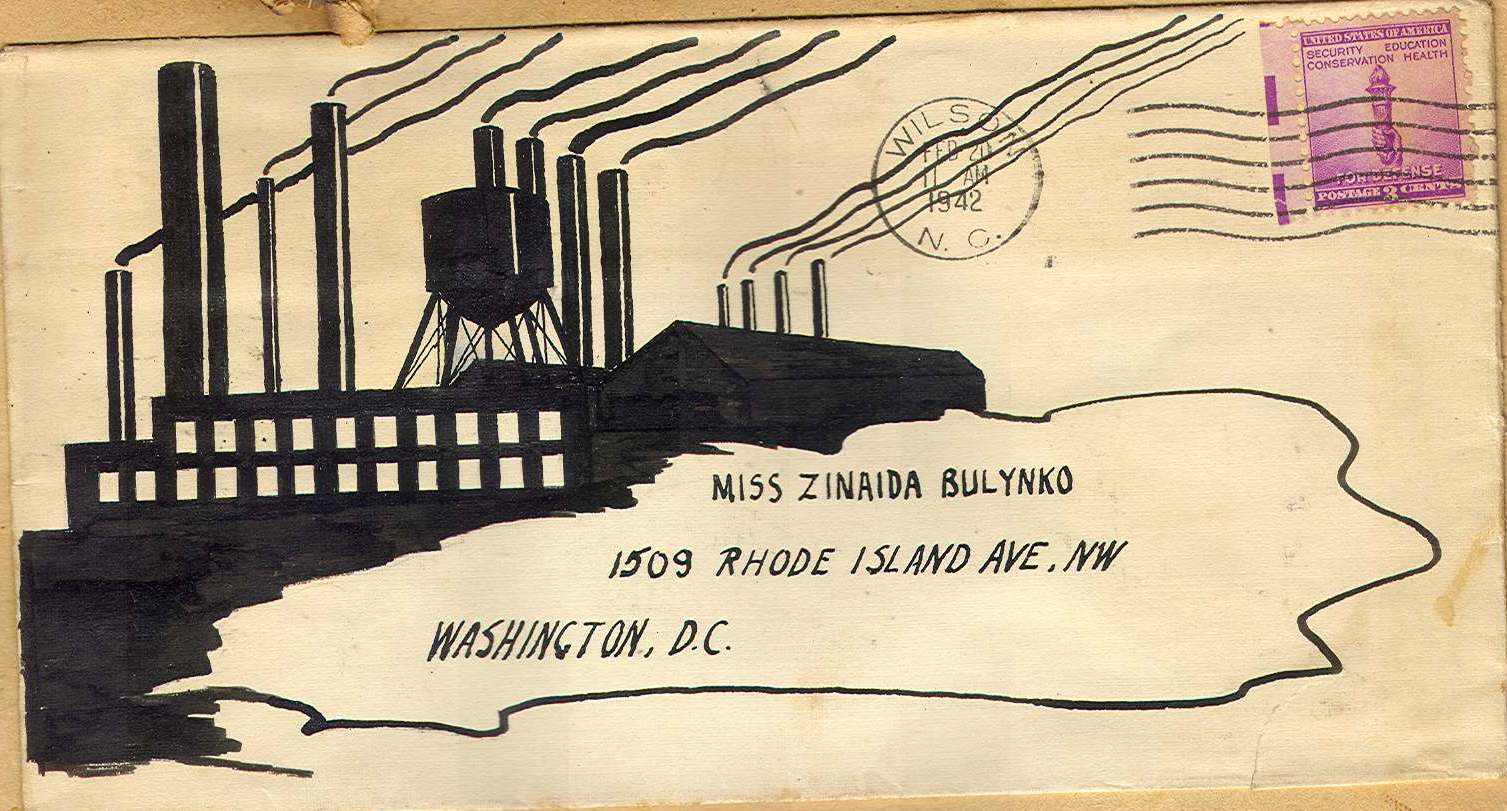 UNITED STATES OF AMERICA
SECURITY EDUCATION
CONSERVATION HEALTH
FOR DEFENSE
POSTAGE 3 CENTS
WILSON
FEB
11 AM
1942
N. C.
MISS ZINAIDA BULYNKO
1509 RHODE ISLAND AVE, NW
WASHINGTON, D.C.